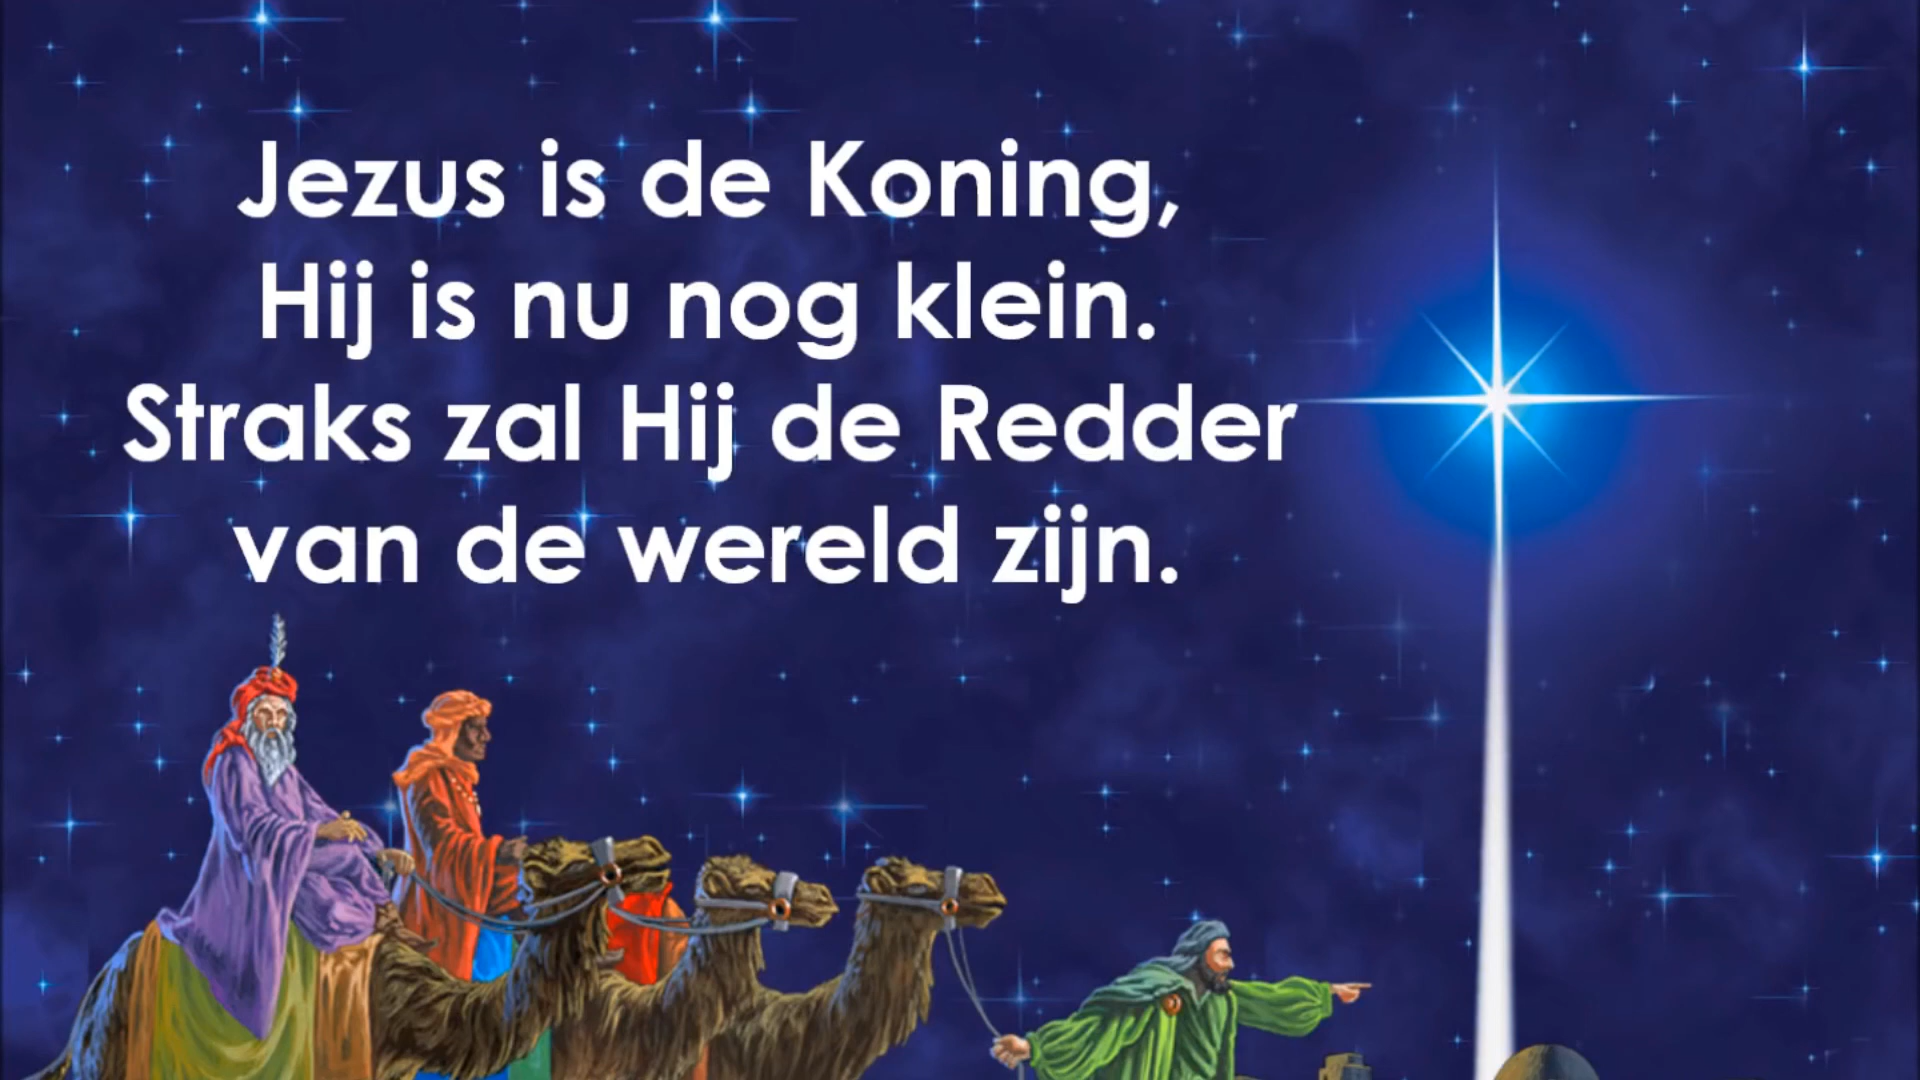 Jezus is de Koning,
Hij is nu nog klein.
Straks zal Hij de Redder
van de wereld zijn.